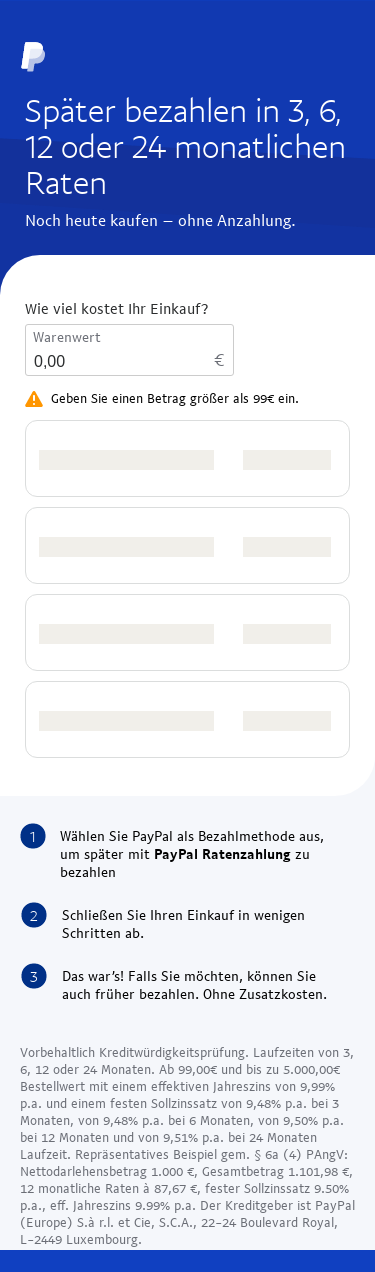 Später bezahlen in 3, 6,
12 oder 24 monatlichen
Raten
Noch heute kaufen – ohne Anzahlung.
Wie viel kostet Ihr Einkauf?
Warenwert
0,00 €
Geben Sie einen Betrag größer als 99€ ein.
1 Wählen Sie PayPal als Bezahlmethode aus,
um später mit PayPal Ratenzahlung zu
bezahlen
2 Schließen Sie Ihren Einkauf in wenigen
Schritten ab.
3 Das war's! Falls Sie möchten, können Sie
auch früher bezahlen. Ohne Zusatzkosten.
Vorbehaltlich Kreditwürdigkeitsprüfung. Laufzeiten von 3,
6, 12 oder 24 Monaten. Ab 99,00€ und bis zu 5.000,00€
Bestellwert mit einem effektiven Jahreszins von 9,99%
p.a. und einem festen Sollzinssatz von 9,48% p.a. bei 3
Monaten, von 9,48% p.a. bei 6 Monaten, von 9,50% p.a.
bei 12 Monaten und von 9,51% p.a. bei 24 Monaten
Laufzeit. Repräsentatives Beispiel gem. § 6a (4) PAngV:
Nettodarlehensbetrag 1.000 €, Gesamtbetrag 1.101,98 €,
12 monatliche Raten à 87,67 €, fester Sollzinssatz 9.50%
p.a., eff. Jahreszins 9.99% p.a. Der Kreditgeber ist PayPal
(Europe) S.à r.l. et Cie, S.C.A., 22-24 Boulevard Royal,
L-2449 Luxembourg.